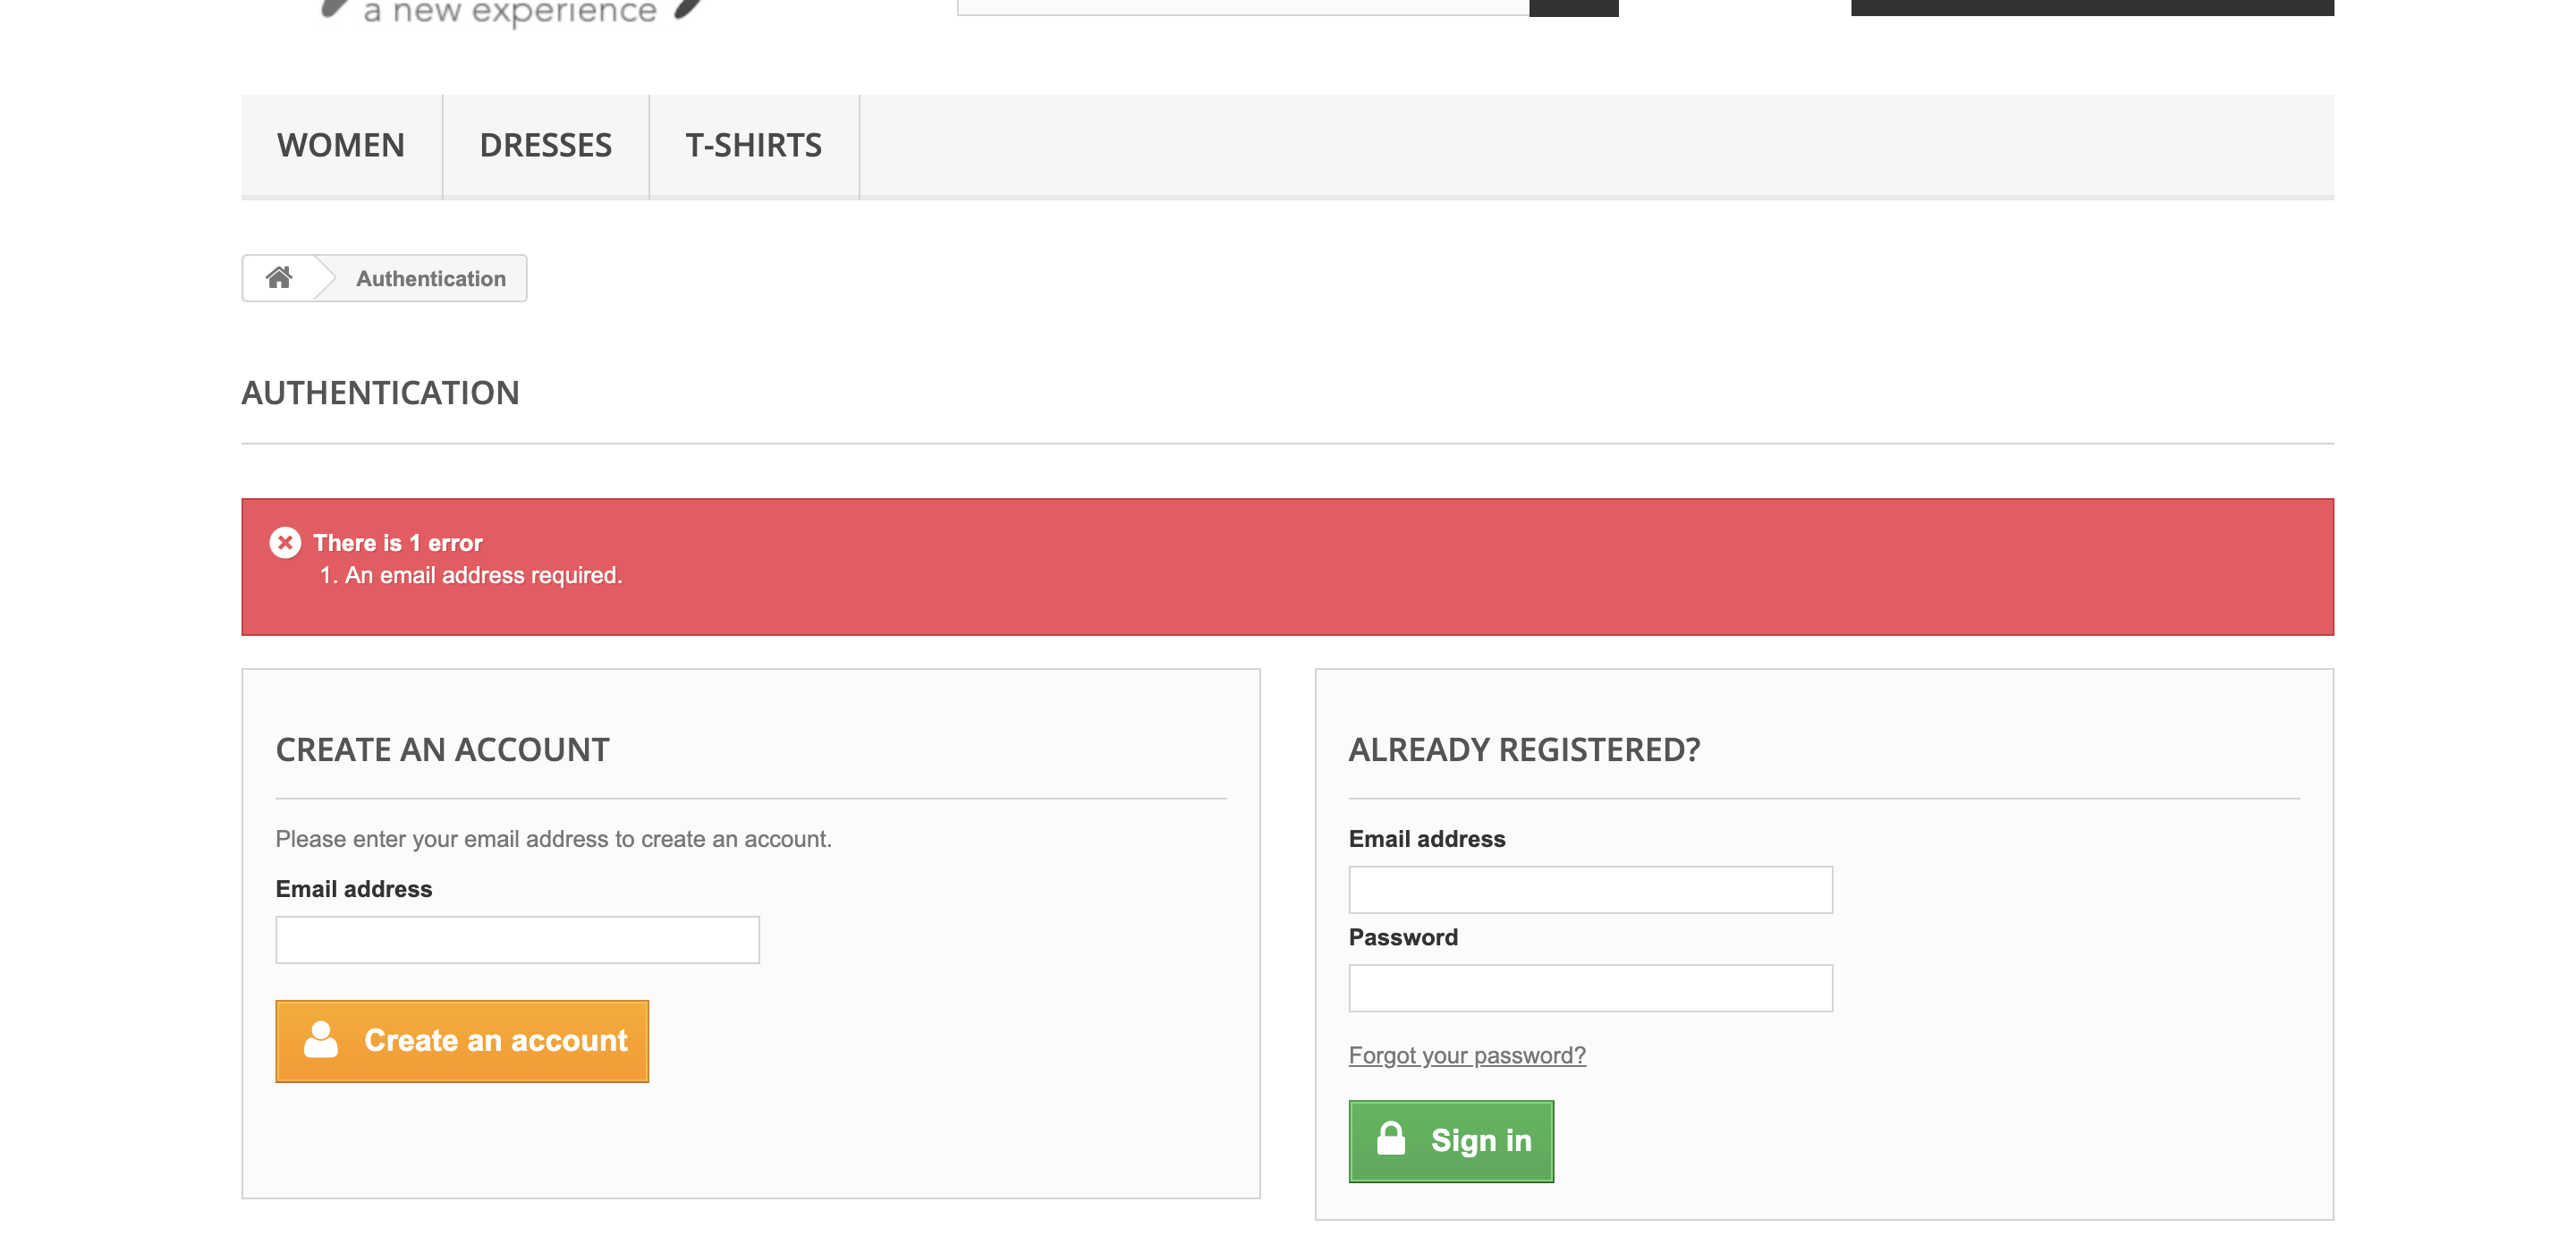 a new experience
WOMEN
DRESSES
T-SHIRTS
Authentication
AUTHENTICATION
There is 1 error
1. An email address required.
CREATE AN ACCOUNT
Please enter your email address to create an account.
Email address
Create an account
ALREADY REGISTERED?
Email address
Password
Forgot your password?
Sign in